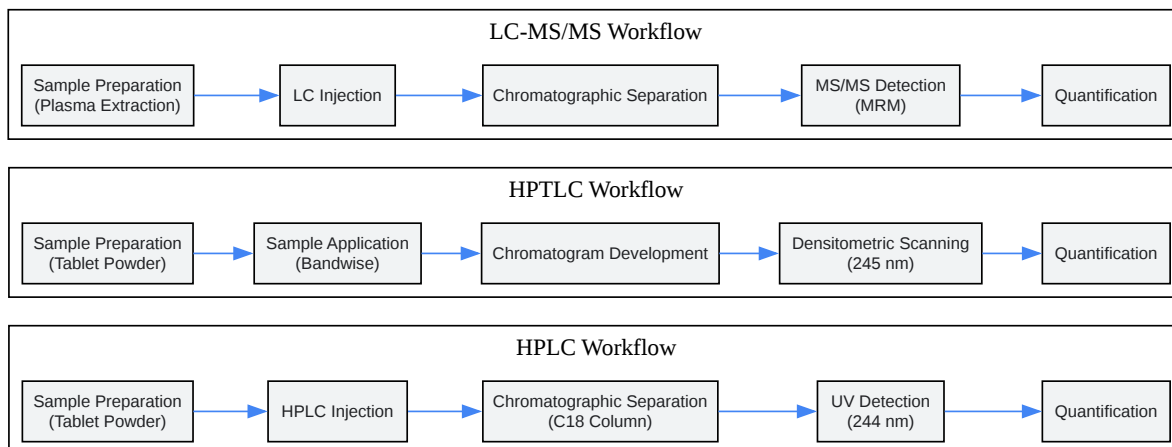 LC-MS/MS Workflow
Sample Preparation
(Plasma Extraction)
LC Injection
Chromatographic Separation
MS/MS Detection
(MRM)
Quantification
HPTLC Workflow
Sample Preparation
(Tablet Powder)
Sample Application
(Bandwise)
Chromatogram Development
Densitometric Scanning
(245 nm)
Quantification
HPLC Workflow
Sample Preparation
(Tablet Powder)
HPLC Injection
Chromatographic Separation
(C18 Column)
UV Detection
(244 nm)
Quantification